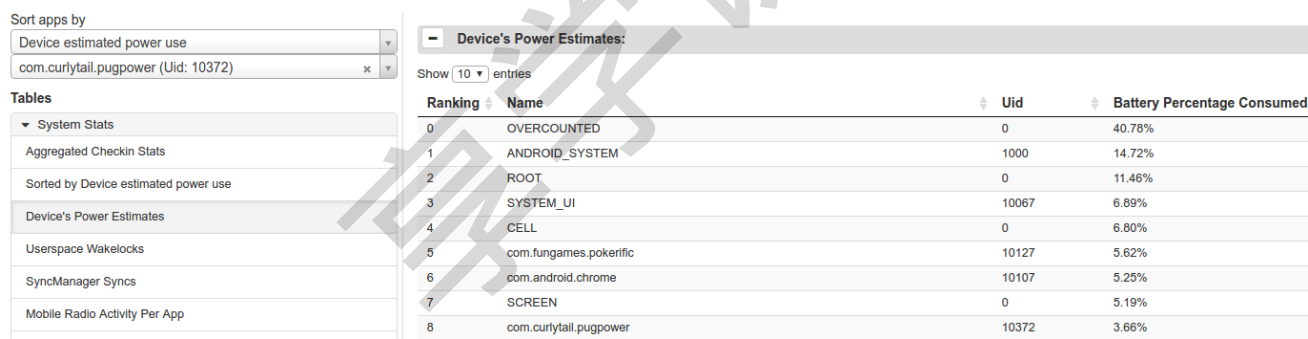 Sort apps by
Device estimated power use
com.curlytail.pugpower (Uid: 10372)
Tables
System Stats
Aggregated Checkin Stats
Sorted by Device estimated power use
Device's Power Estimates
Userspace Wakelocks
SyncManager Syncs
Mobile Radio Activity Per App
Device's Power Estimates:
Show 10 entries
Ranking Name Uid Battery Percentage Consumed
0 OVERCOUNTED 0 40.78%
1 ANDROID_SYSTEM 1000 14.72%
2 ROOT 0 11.46%
3 SYSTEM_UI 10067 6.89%
4 CELL 0 6.80%
5 com.fungames.pokerific 10127 5.62%
6 com.android.chrome 10107 5.25%
7 SCREEN 0 5.19%
8 com.curlytail.pugpower 10372 3.66%